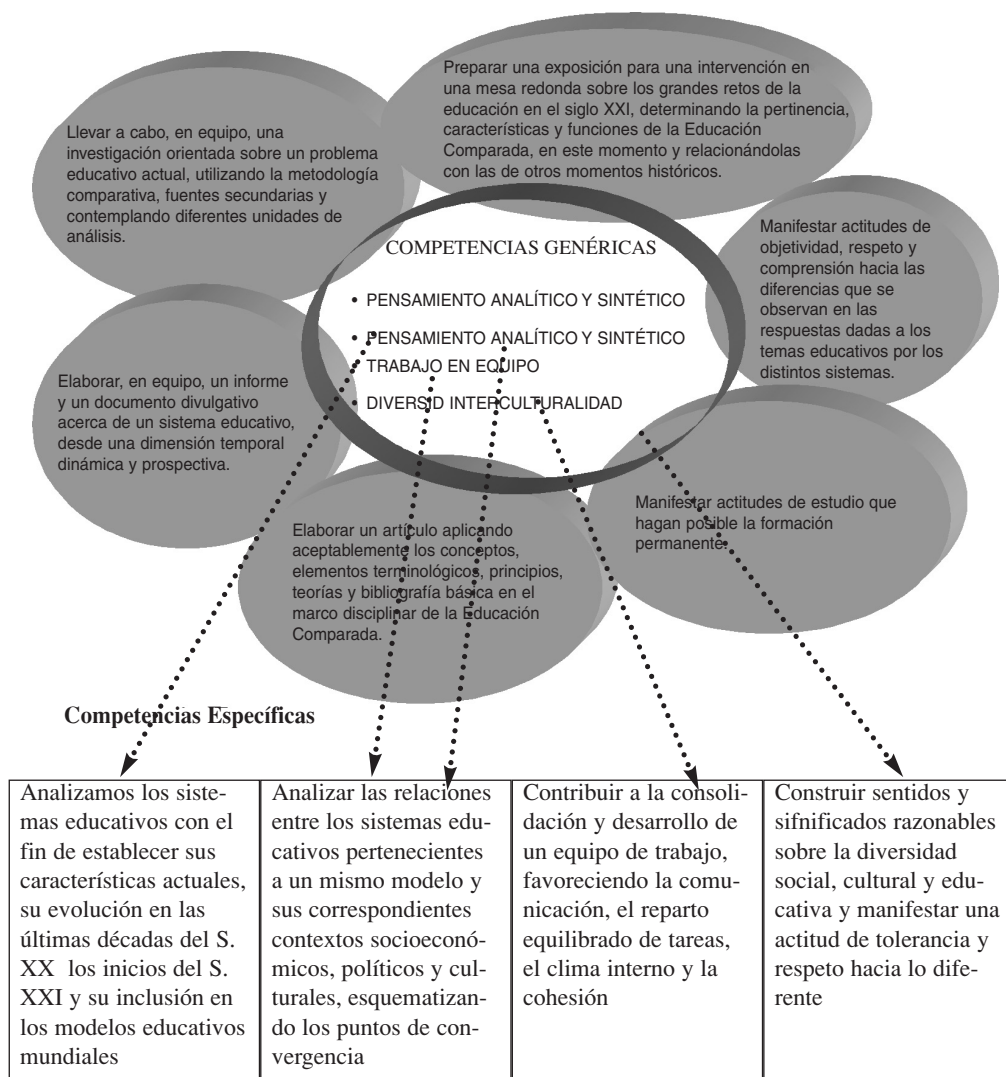 Preparar una exposición para una intervención en
una mesa redonda sobre los grandes retos de la
educación en el siglo XXI, determinando la pertinencia,
características y funciones de la Educación
Comparada, en este momento y relacionándolas
con las de otros momentos históricos.
Llevar a cabo, en equipo, una
investigación orientada sobre un problema
educativo actual, utilizando la metodología
comparativa, fuentes secundarias y
contemplando diferentes unidades de
análisis.
Manifestar actitudes de
objetividad, respeto y
comprensión hacia las
diferencias que se
observan en las
respuestas dadas a los
temas educativos por los
distintos sistemas.
COMPETENCIAS GENÉRICAS
• PENSAMIENTO ANALÍTICO Y SINTÉTICO
• PENSAMIENTO ANALÍTICO Y SINTÉTICO
• TRABAJO EN EQUIPO
• DIVERSID INTERCULTURALIDAD
Elaborar, en equipo, un informe
y un documento divulgativo
acerca de un sistema educativo,
desde una dimensión temporal
dinámica y prospectiva.
Manifestar actitudes de estudio que
hagan posible la formación
permanente.
Elaborar un artículo aplicando
aceptablemente los conceptos,
elementos terminológicos, principios,
teorías y bibliografía básica en el
marco disciplinar de la Educación
Comparada.
Competencias Específicas
Analizamos los siste-
mas educativos con el
fin de establecer sus
características actuales,
su evolución en las
últimas décadas del S.
XX los inicios del S.
XXI y su inclusión en
los modelos educativos
mundiales
Analizar las relaciones
entre los sistemas edu-
cativos pertenecientes
a un mismo modelo y
sus correspondientes
contextos socioeconó-
micos, políticos y cul-
turales, esquematizan-
do los puntos de con-
vergencia
Contribuir a la consoli-
dación y desarrollo de
un equipo de trabajo,
favoreciendo la comu-
nicación, el reparto
equilibrado de tareas,
el clima interno y la
cohesión
Construir sentidos y
sifnificados razonables
sobre la diversidad
social, cultural y edu-
cativa y manifestar una
actitud de tolerancia y
respeto hacia lo dife-
rente